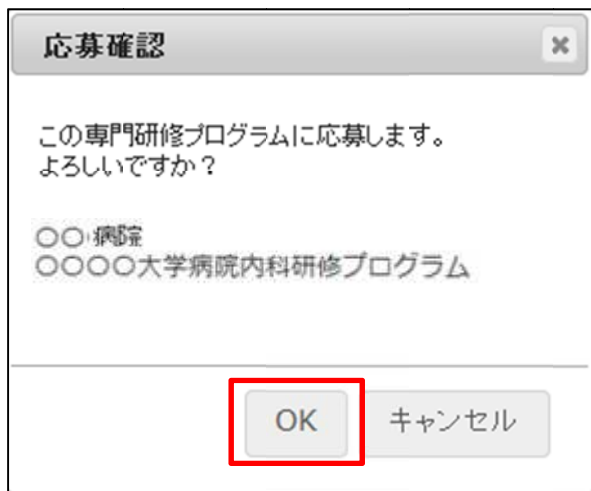 応募確認
この専門研修プログラムに応募します。
よろしいですか？
○○病院
○○○○大学病院内科研修プログラム
OK
キャンセル